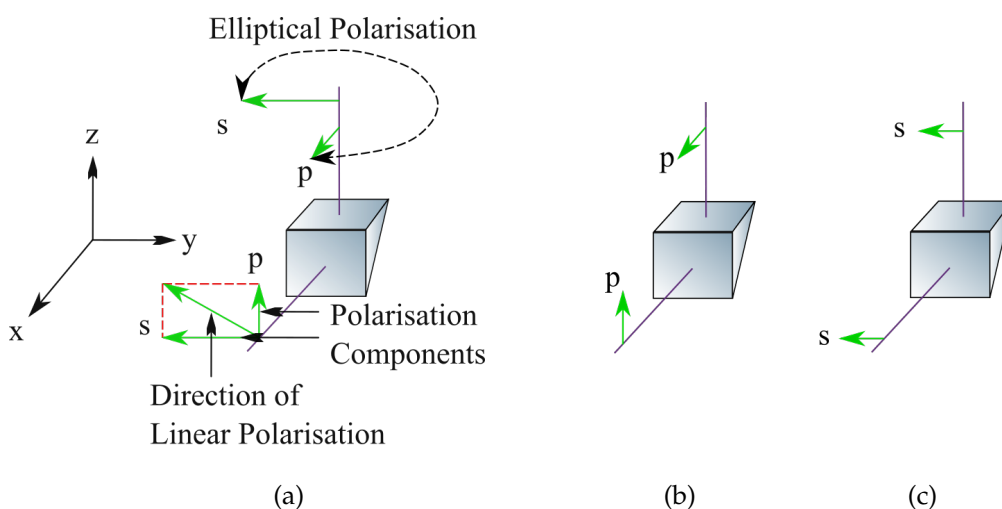 Elliptical Polarisation
s
p
z
y
x
p
s
Polarisation
Components
Direction of
Linear Polarisation
(a)
p
p
(b)
s
s
(c)